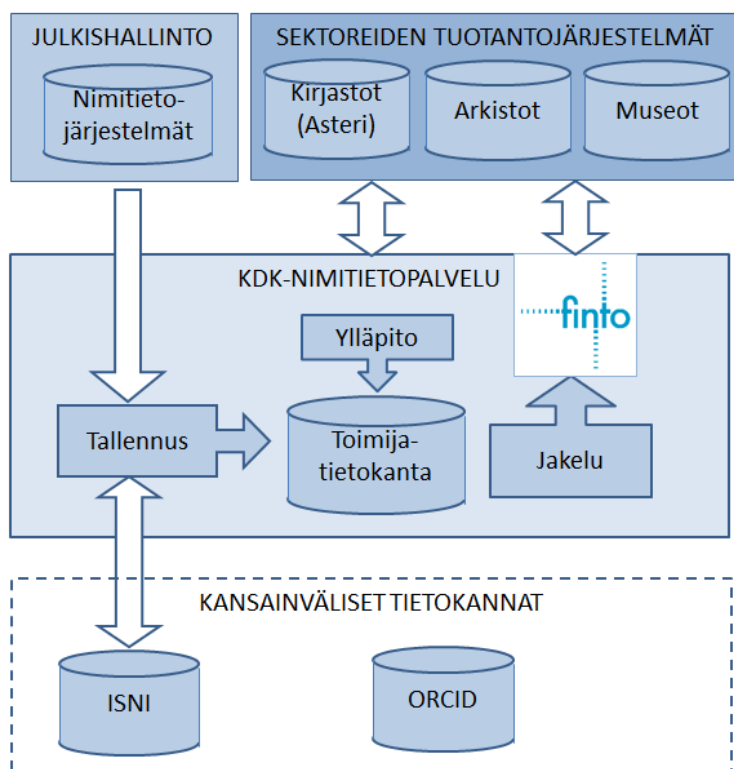 JULKISHALLINTO
Nimitieto-
järjestelmät
SEKTOREIDEN TUOTANTOJÄRJESTELMÄT
Kirjastot
(Asteri)
Arkistot
Museot
KDK-NIMITIETOPALVELU
finto
Ylläpito
Tallennus
Toimija-
tietokanta
Jakelu
KANSAINVÄLISET TIETOKANNAT
ISNI
ORCID